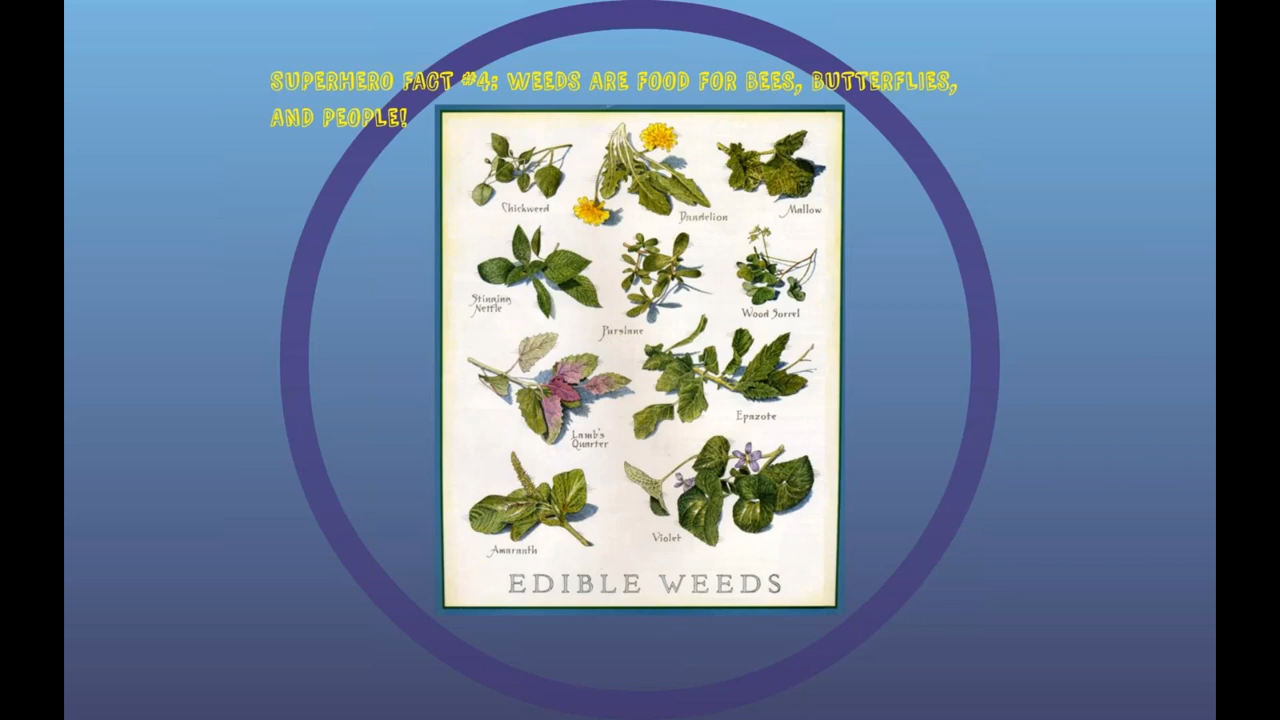 SUPERHERO FACT #4: WEEDS ARE FOOD FOR BEES, BUTTERFLIES,
AND PEOPLE!
Chickweed
Dandelion
Mallow
Stinging
Nettle
Purslane
Wood Sorrel
Lamb's
Quarter
Epazote
Amaranth
Violet
EDIBLE WEEDS